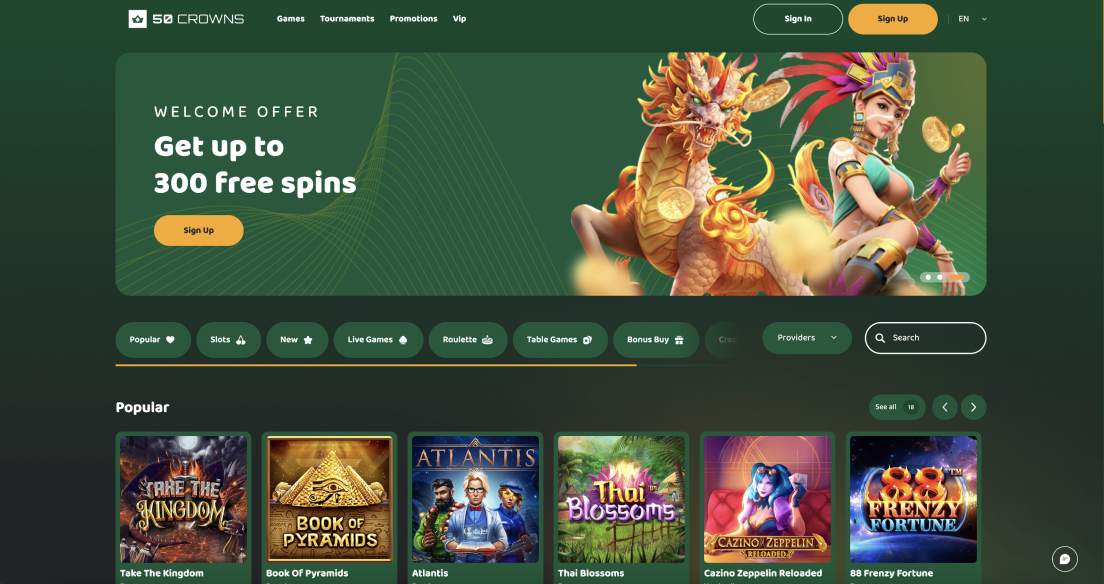 50 CROWNS
Games
Tournaments
Promotions
Vip
Sign In
Sign Up
EN
WELCOME OFFER
Get up to
300 free spins
Sign Up
Popular
Slots
New
Live Games
Roulette
Table Games
Bonus Buy
Providers
Search
Popular
See all 18
TAKE THE
KINGDOM
BOOK OF
PYRAMIDS
ATLANTIS
Thai
Blossoms
CAZINO ZEPPELIN
RELOADED
88™
FRENZY
FORTUNE
Take The Kingdom
Book Of Pyramids
Atlantis
Thai Blossoms
Cazino Zeppelin Reloaded
88 Frenzy Fortune